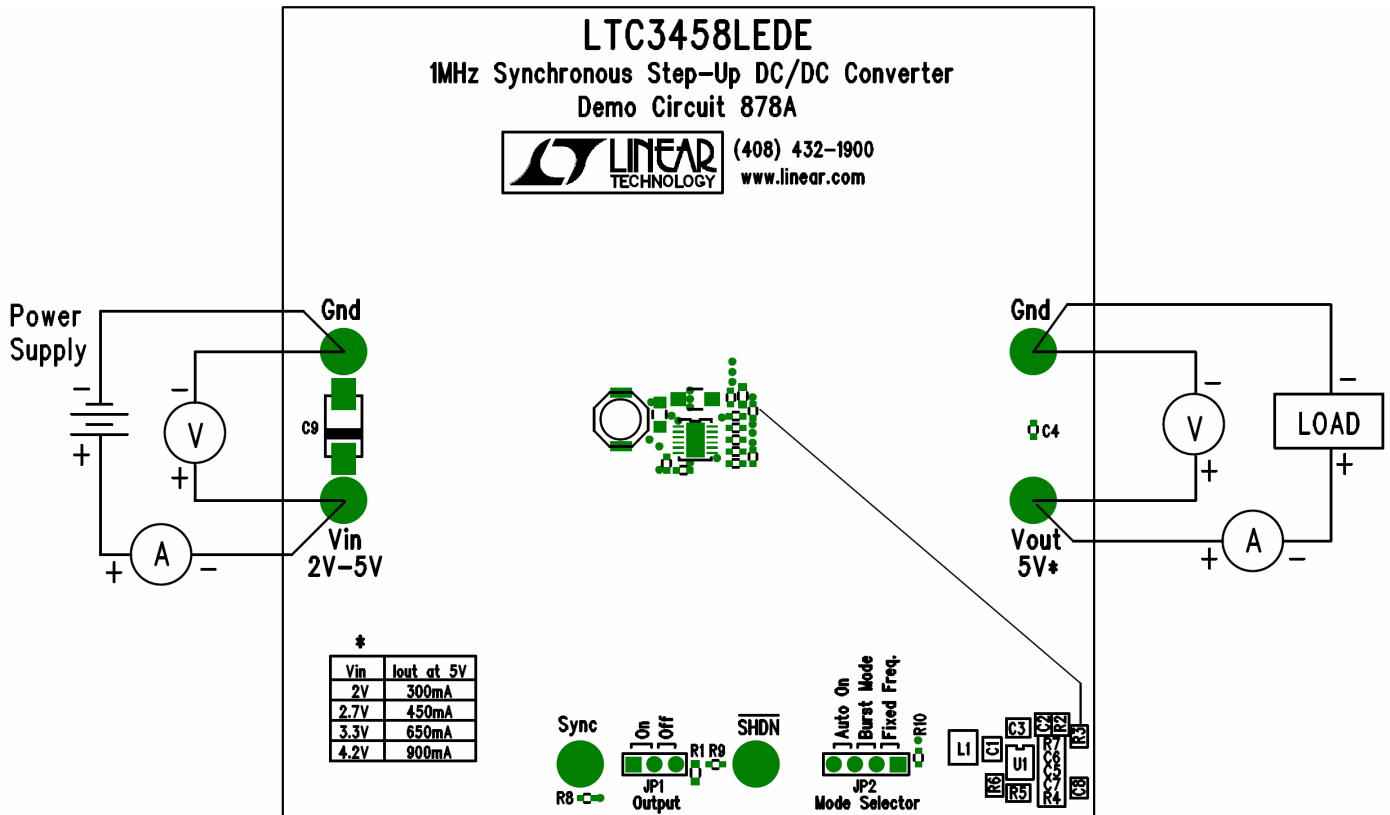 LTC3458LEDE
1MHz Synchronous Step-Up DC/DC Converter
Demo Circuit 878A
LINEAR
TECHNOLOGY
(408) 432-1900
www.linear.com
Power
Supply
-
+
-
V
+
+
A
-
Gnd
C9
Vin
2V-5V
Gnd
C4
Vout
5V*
-
V
+
-
LOAD
+
+
A
-
*
Vin Iout at 5V
2V 300mA
2.7V 450mA
3.3V 650mA
4.2V 900mA
Sync
R8
On
Off
JP1
Output
R1
R9
SHDN
Auto On
Burst Mode
Fixed Freq.
JP2
Mode Selector
R10
L1
C1
C3
U1
R6
R5
C2
R2
R3
R7
C6
C5
C7
R4
C8